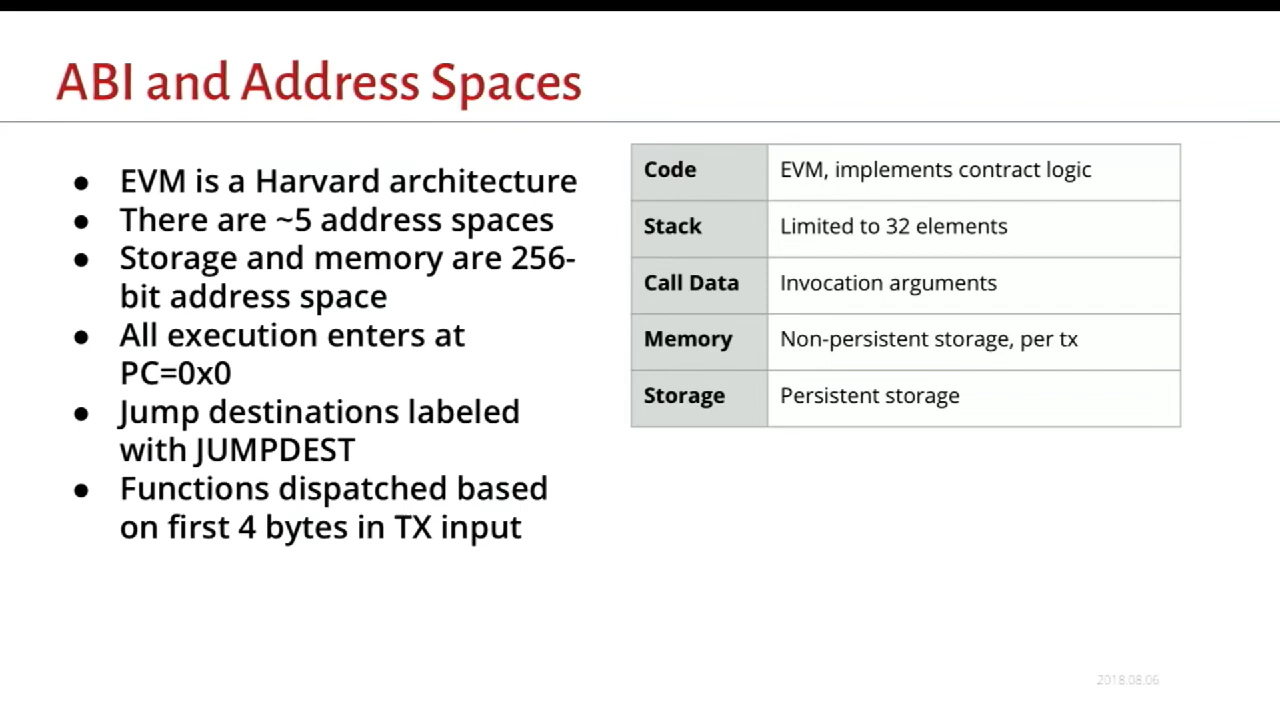 ABI and Address Spaces
● EVM is a Harvard architecture
● There are ~5 address spaces
● Storage and memory are 256-
bit address space
● All execution enters at
PC=0x0
● Jump destinations labeled
with JUMPDEST
● Functions dispatched based
on first 4 bytes in TX input
Code EVM, implements contract logic
Stack Limited to 32 elements
Call Data Invocation arguments
Memory Non-persistent storage, per tx
Storage Persistent storage
2018.08.06